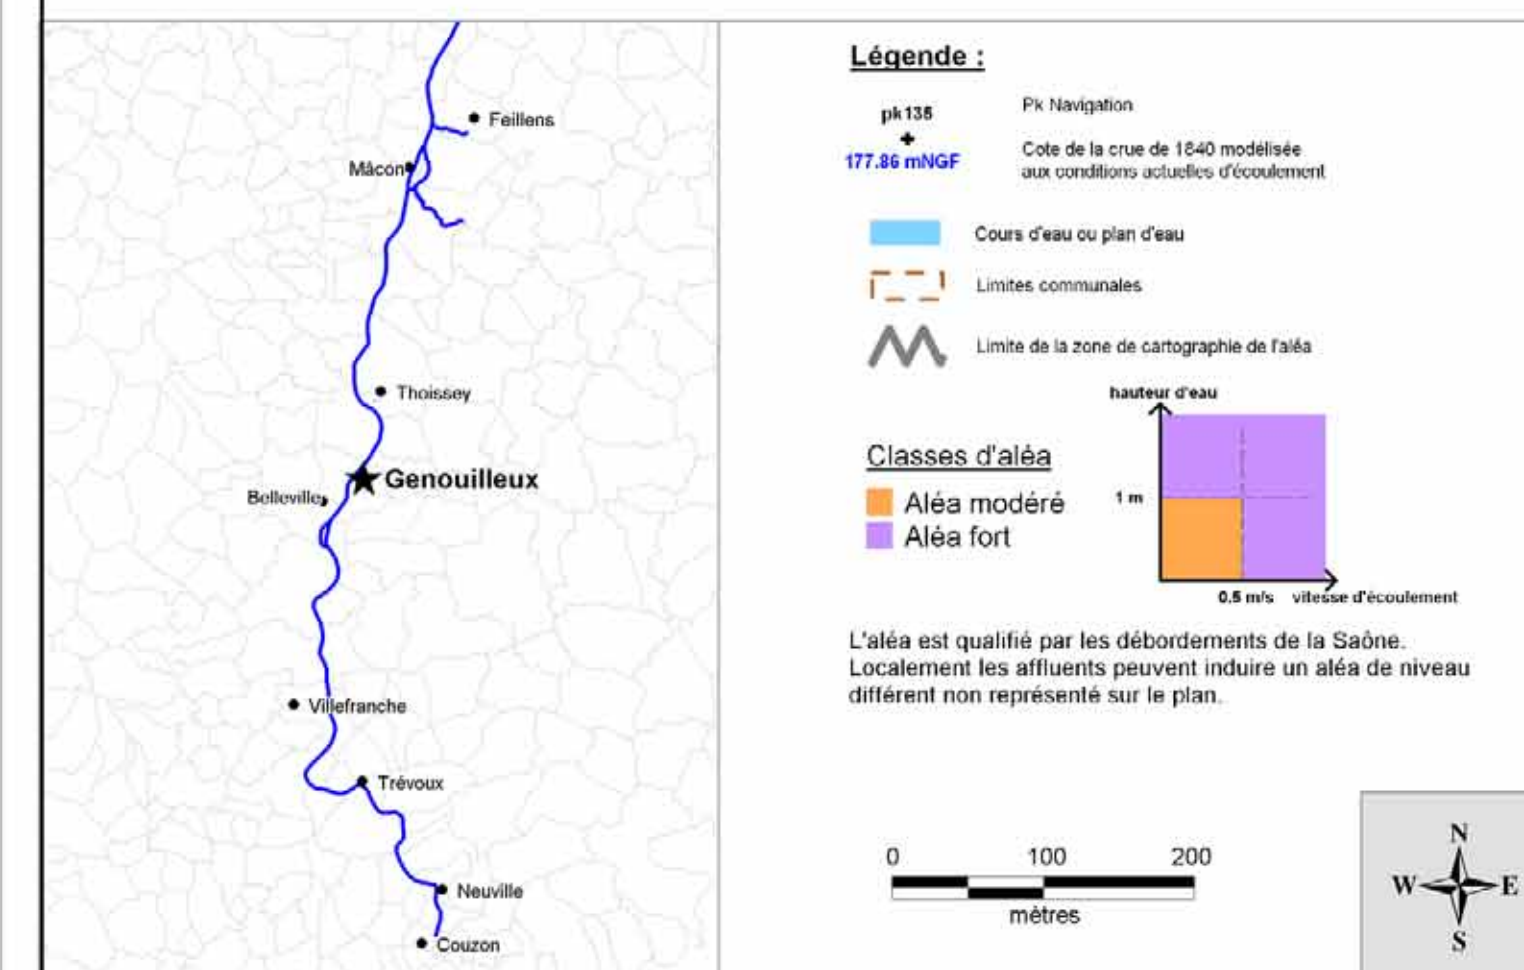 Feillens
Mâcon
Thoissey
Genouilleux
Belleville
Villefranche
Trévoux
Neuville
Couzon
Légende :
pk135
Pk Navigation
177.86 mNGF
Cote de la crue de 1840 modélisée
aux conditions actuelles d'écoulement
Cours d'eau ou plan d'eau
Limites communales
Limite de la zone de cartographie de l'aléa
hauteur d'eau
Classes d'aléa
1 m
Aléa modéré
Aléa fort
0.5 m/s vitesse d'écoulement
L'aléa est qualifié par les débordements de la Saône.
Localement les affluents peuvent induire un aléa de niveau
différent non représenté sur le plan.
0 100 200
mètres
N
W E
S